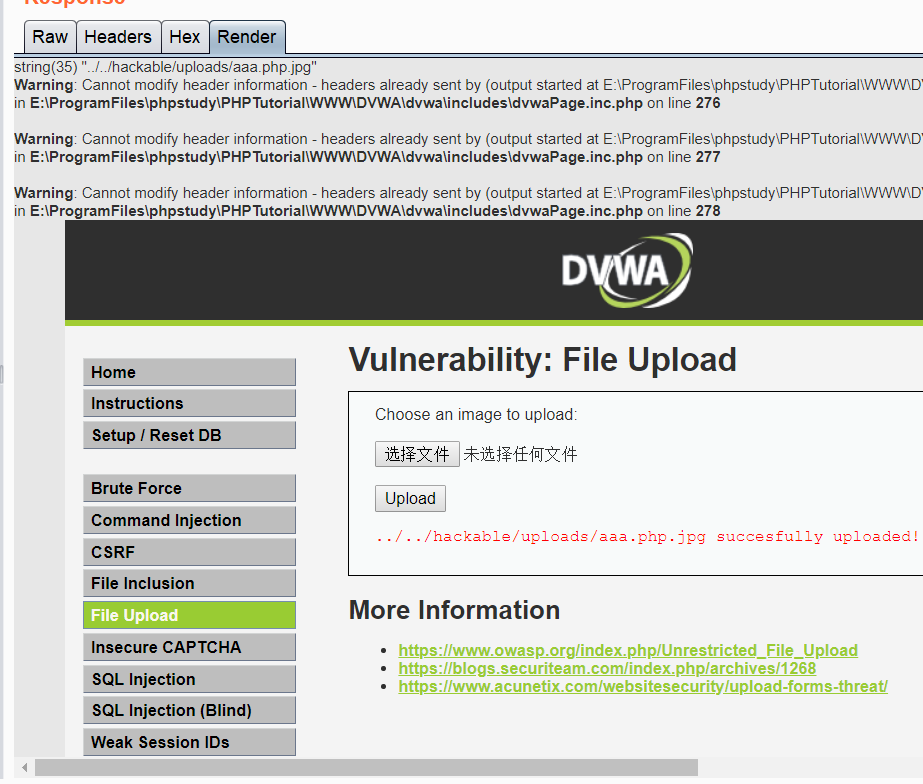 Response
Raw Headers Hex Render
string(35) "../../hackable/uploads/aaa.php.jpg"
Warning: Cannot modify header information - headers already sent by (output started at E:\ProgramFiles\phpstudy\PHPTutorial\WWW\D
in E:\ProgramFiles\phpstudy\PHPTutorial\WWW\DVWA\dvwa\includes\dvwaPage.inc.php on line 276
Warning: Cannot modify header information - headers already sent by (output started at E:\ProgramFiles\phpstudy\PHPTutorial\WWW\D
in E:\ProgramFiles\phpstudy\PHPTutorial\WWW\DVWA\dvwa\includes\dvwaPage.inc.php on line 277
Warning: Cannot modify header information - headers already sent by (output started at E:\ProgramFiles\phpstudy\PHPTutorial\WWW\D
in E:\ProgramFiles\phpstudy\PHPTutorial\WWW\DVWA\dvwa\includes\dvwaPage.inc.php on line 278
DVWA
Home
Instructions
Setup / Reset DB
Brute Force
Command Injection
CSRF
File Inclusion
File Upload
Insecure CAPTCHA
SQL Injection
SQL Injection (Blind)
Weak Session IDs
Vulnerability: File Upload
Choose an image to upload:
选择文件 未选择任何文件
Upload
../../hackable/uploads/aaa.php.jpg succesfully uploaded!
More Information
https://www.owasp.org/index.php/Unrestricted_File_Upload
https://blogs.securiteam.com/index.php/archives/1268
https://www.acunetix.com/websitesecurity/upload-forms-threat/